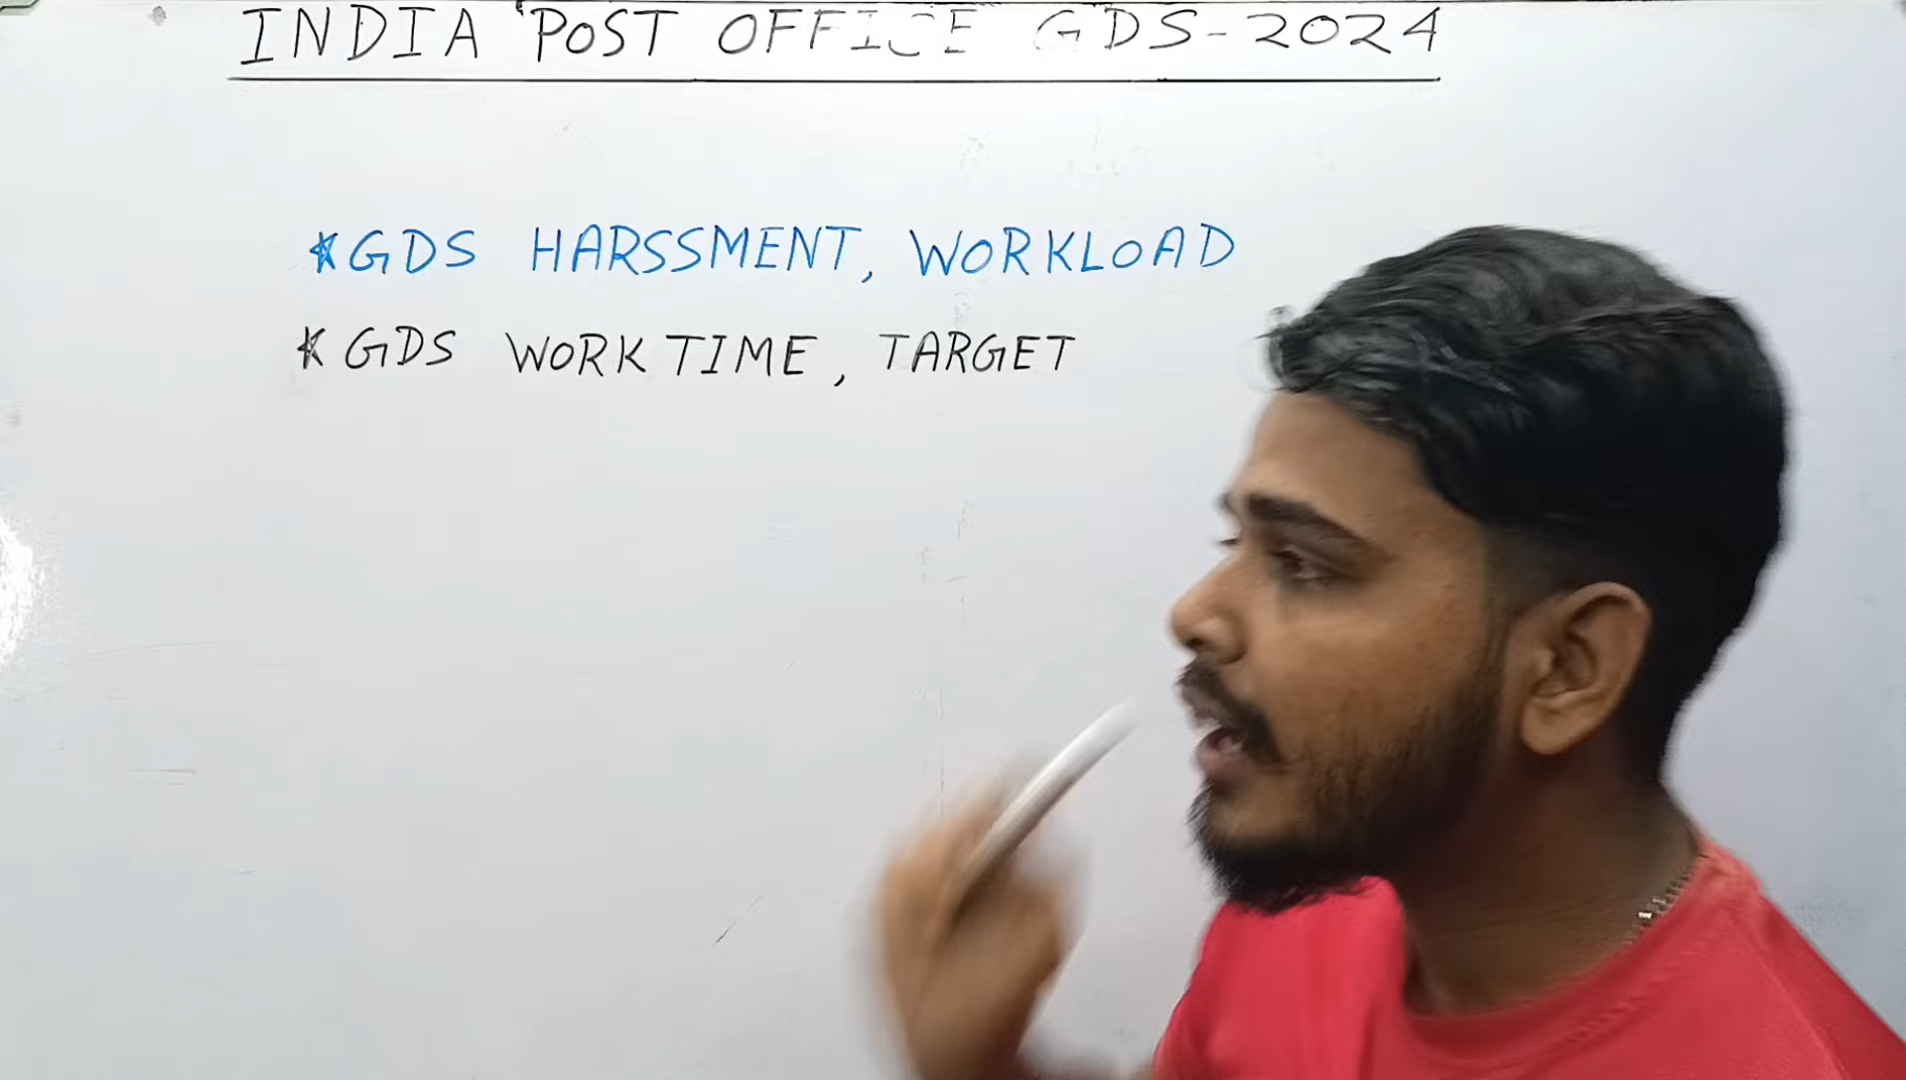 INDIA POST OFFICE GDS-2024
*GDS HARSSMENT, WORKLOAD
*GDS WORK TIME, TARGET